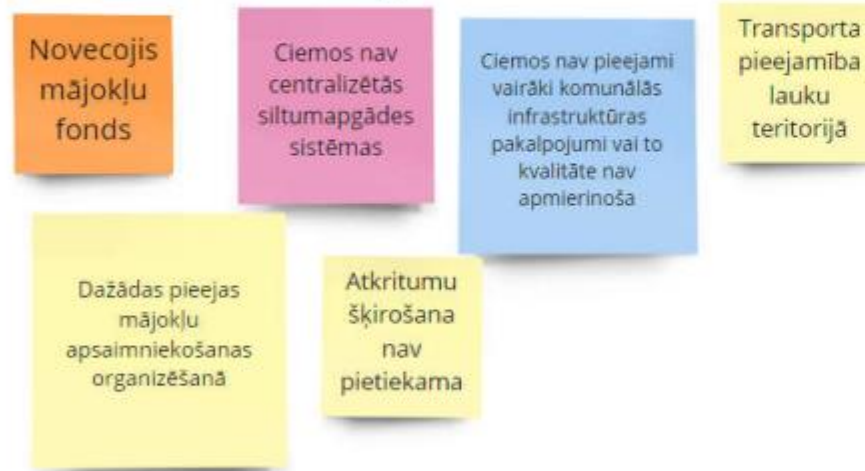 Novecojis
mājokļu
fonds
Ciemos nav
centralizētās
siltumapgādes
sistēmas
Ciemos nav pieejami
vairāki komunālās
infrastruktūras
pakalpojumi vai to
kvalitāte nav
apmierinoša
Transporta
pieejamība
lauku
teritorijā
Dažādas pieejas
mājokļu
apsaimniekošanas
organizēšanā
Atkritumu
šķirošana
nav
pietiekama